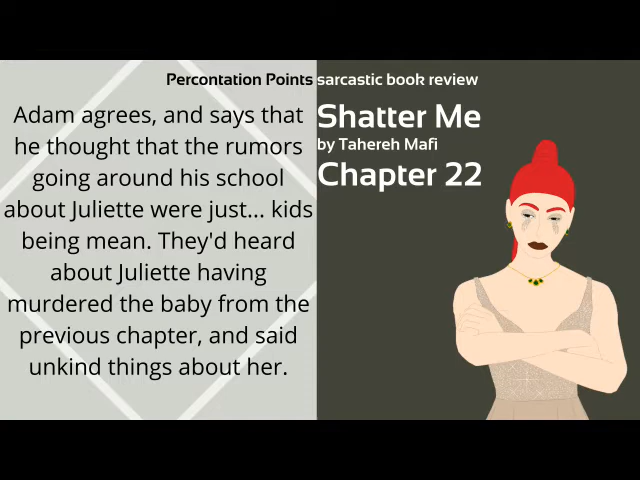 Percontation Points sarcastic book review
Adam agrees, and says that
he thought that the rumors
going around his school
about Juliette were just... kids
being mean. They'd heard
about Juliette having
murdered the baby from the
previous chapter, and said
unkind things about her.
Shatter Me
by Tahereh Mafi
Chapter 22